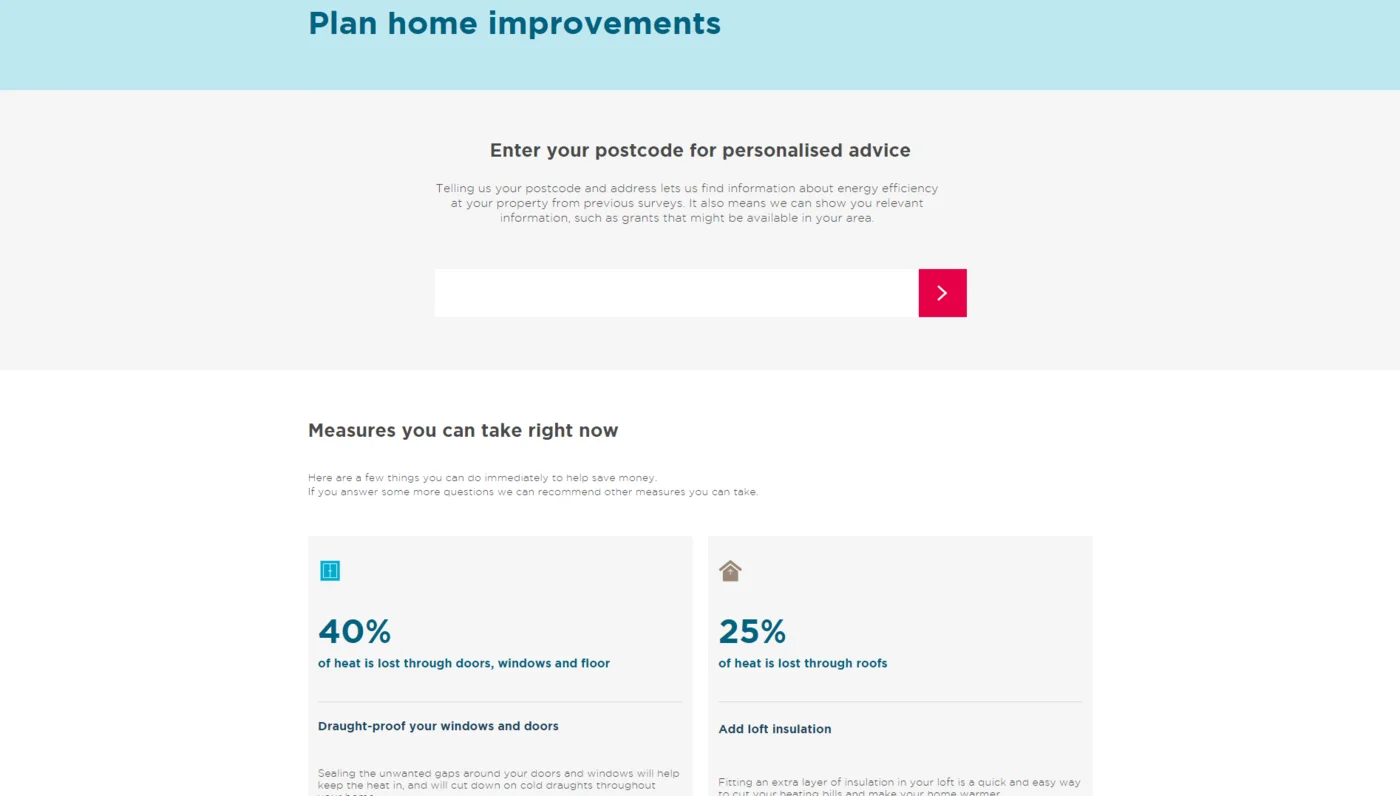 Plan home improvements
Enter your postcode for personalised advice
Telling us your postcode and address lets us find information about energy efficiency
at your property from previous surveys. It also means we can show you relevant
information, such as grants that might be available in your area.
Measures you can take right now
Here are a few things you can do immediately to help save money.
If you answer some more questions we can recommend other measures you can take.
40%
of heat is lost through doors, windows and floor
Draught-proof your windows and doors
Sealing the unwanted gaps around your doors and windows will help
keep the heat in, and will cut down on cold draughts throughout
your home.
25%
of heat is lost through roofs
Add loft insulation
Fitting an extra layer of insulation in your loft is a quick and easy way
to cut your heating bills and make your home warmer.